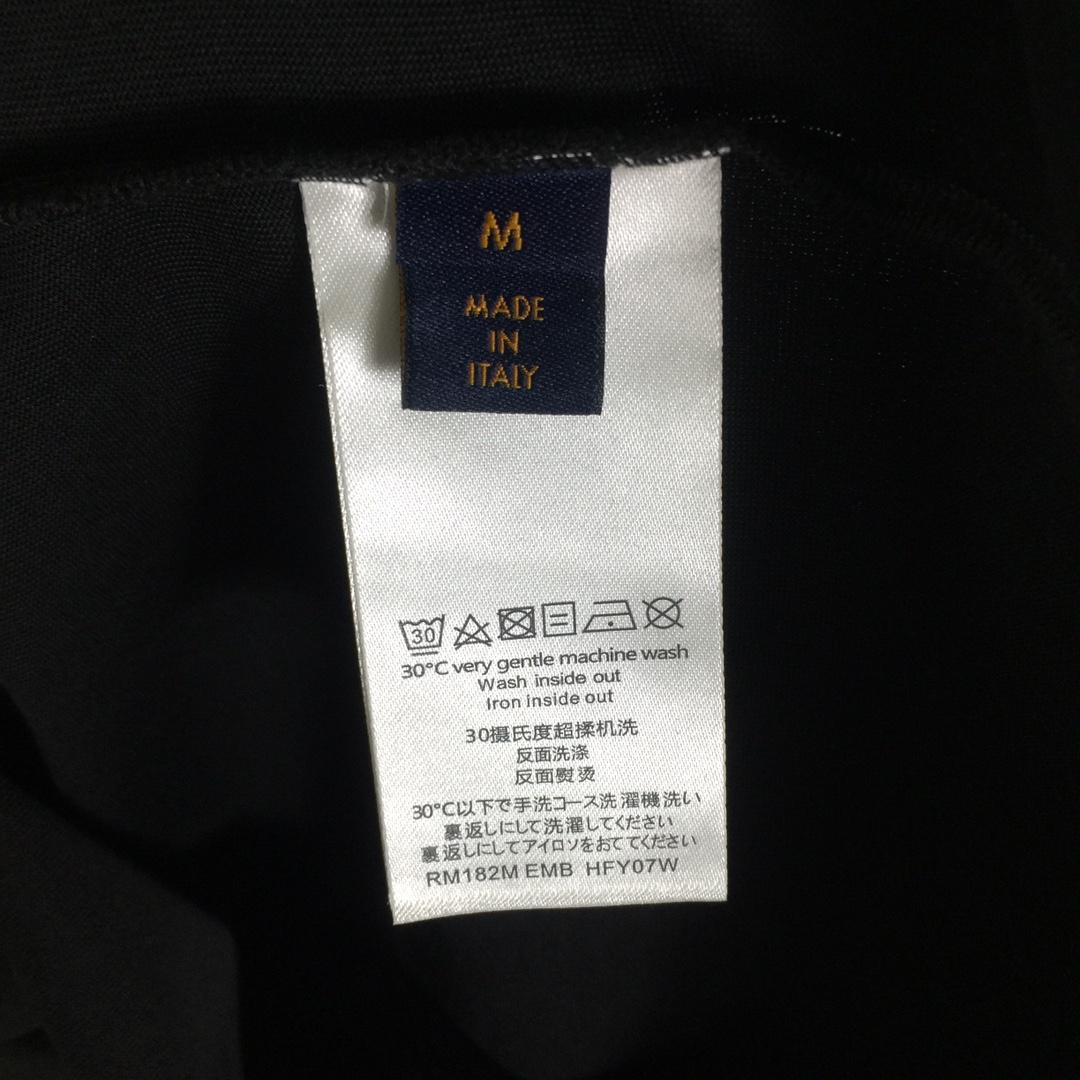 M
MADE
IN
ITALY
30
30°C very gentle machine wash
Wash inside out
Iron inside out
30摄氏度超揉机洗
反面洗涤
反面熨烫
30°C以下で手洗コース洗濯機洗い
裏返しにして洗濯してください
裏返しにしてアイロソをおててください
RM182M EMB HFY07W